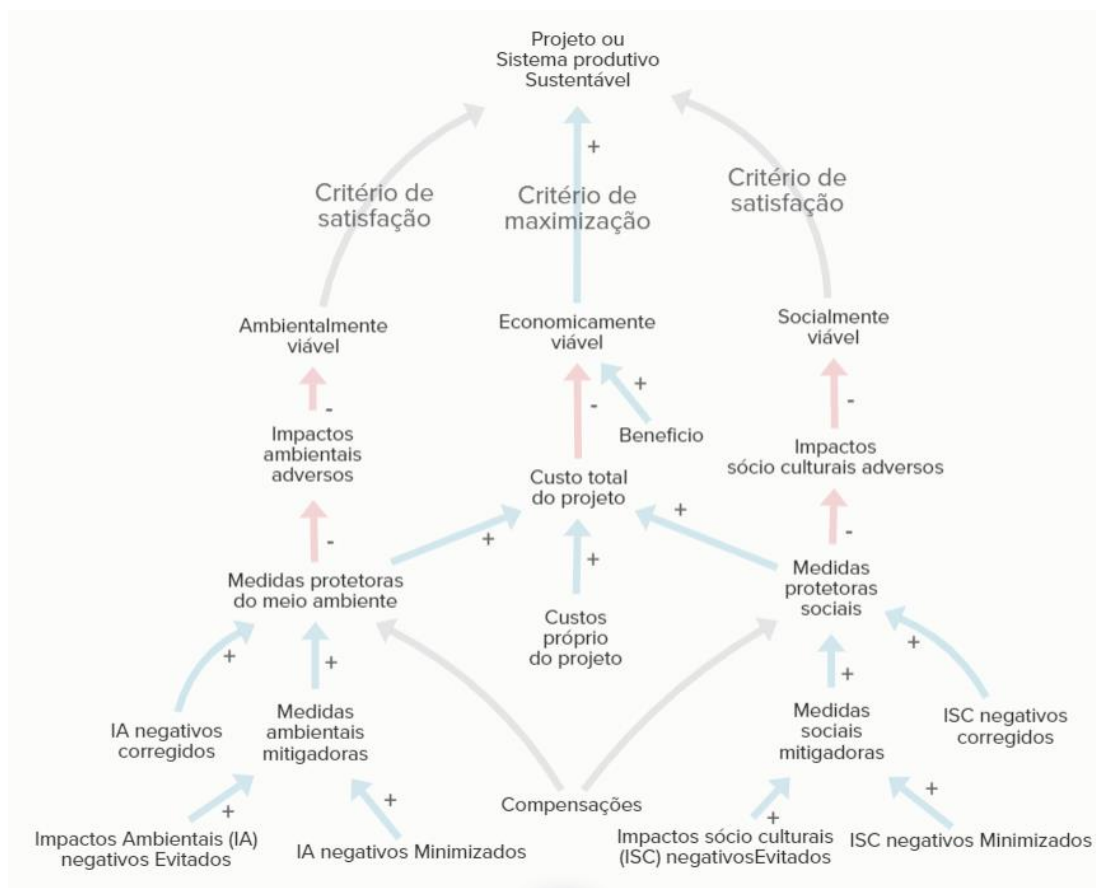 Projeto ou
Sistema produtivo
Sustentável
+
Critério de
satisfação
Critério de
maximização
Critério de
satisfação
Ambientalmente
viável
Economicamente
viável
Socialmente
viável
-
-
+
-
Impactos
ambientais
adversos
Beneficio
Impactos
sócio culturais adversos
Custo total
do projeto
-
+
+
+
-
Medidas protetoras
do meio ambiente
Medidas
protetoras
sociais
Custos
próprio
do projeto
+
+
+
+
IA negativos
corregidos
Medidas
ambientais
mitigadoras
Medidas
sociais
mitigadoras
ISC negativos
corregidos
+
+
Compensações
+
+
Impactos Ambientais (IA)
negativos Evitados
IA negativos Minimizados
Impactos sócio culturais
(ISC) negativosEvitados
ISC negativos Minimizados